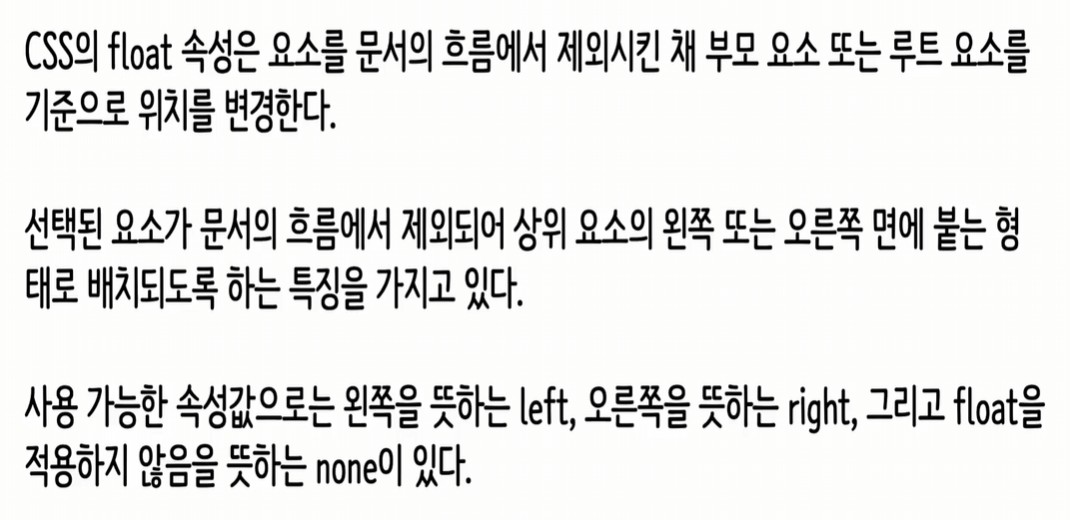 CSS의 float 속성은 요소를 문서의 흐름에서 제외시킨 채 부모 요소 또는 루트 요소를
기준으로 위치를 변경한다.
선택된 요소가 문서의 흐름에서 제외되어 상위 요소의 왼쪽 또는 오른쪽 면에 붙는 형
태로 배치되도록 하는 특징을 가지고 있다.
사용 가능한 속성값으로는 왼쪽을 뜻하는 left, 오른쪽을 뜻하는 right, 그리고 float을
적용하지 않음을 뜻하는 none이 있다.